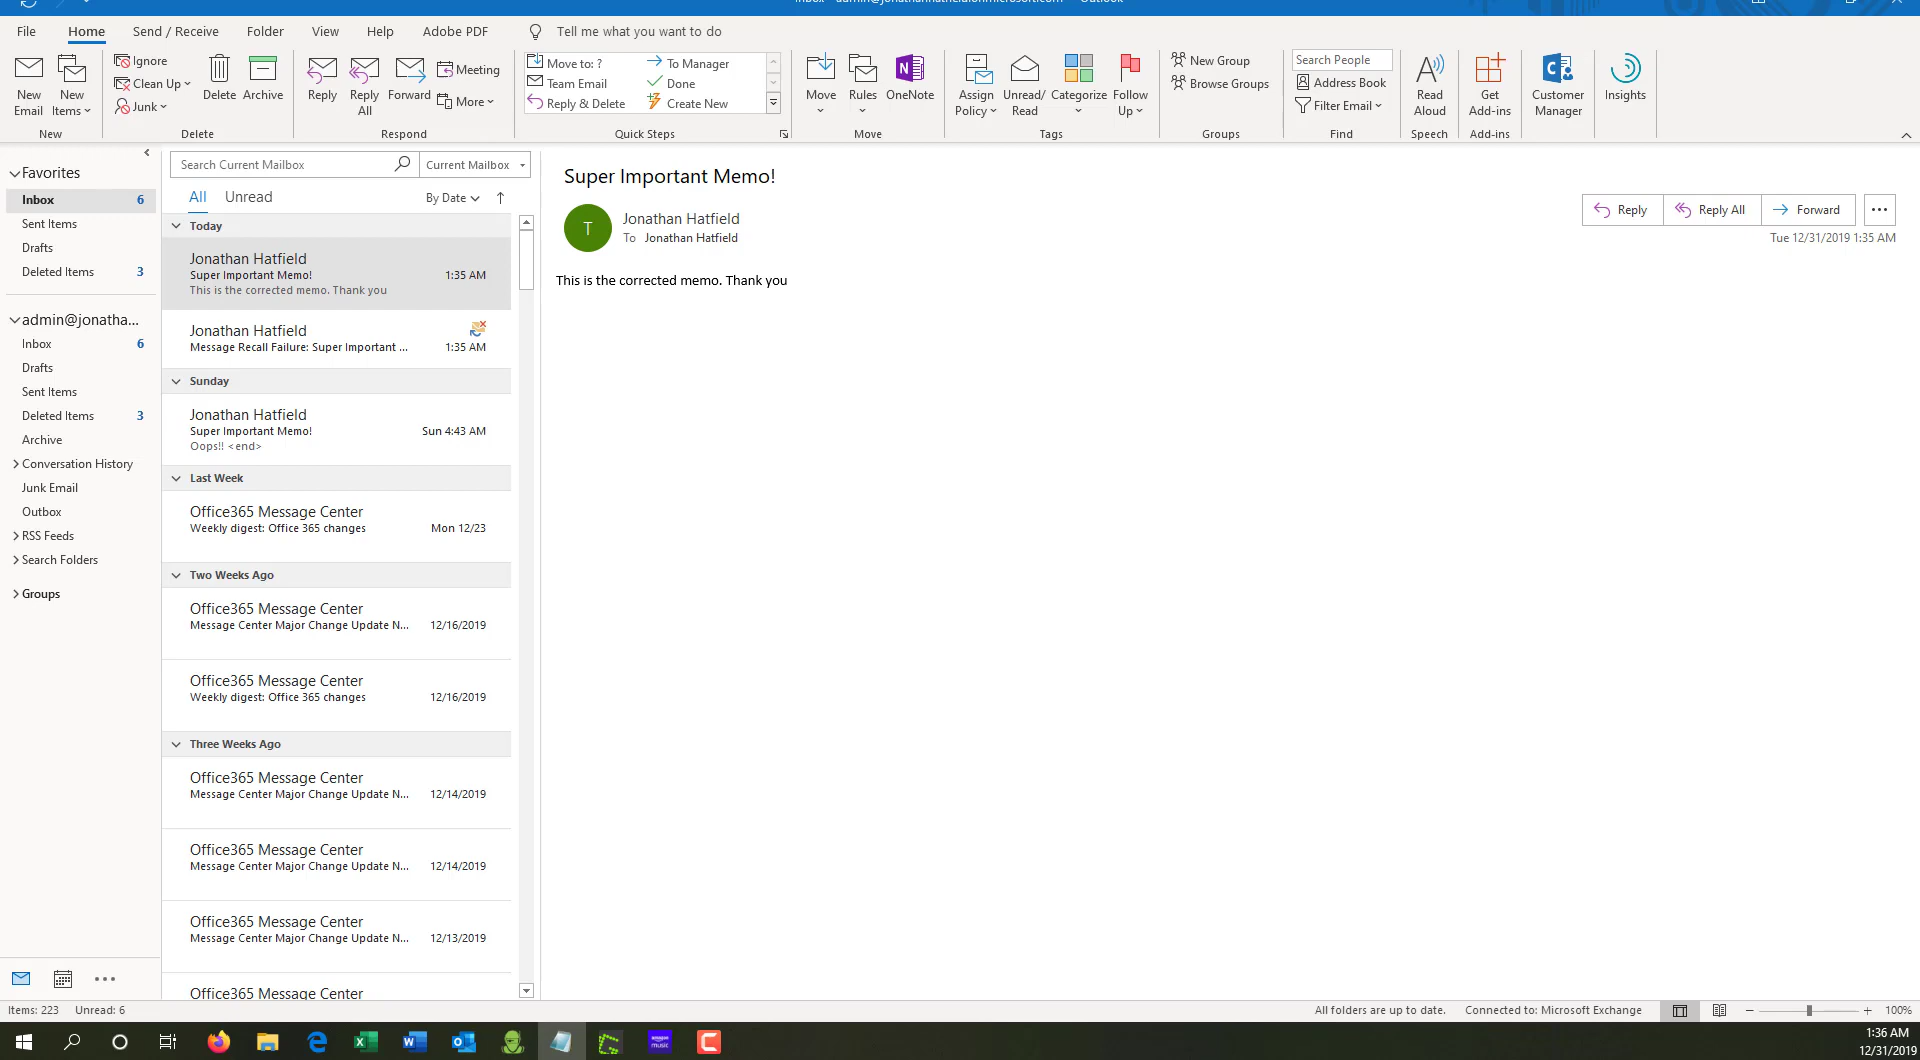 File Home Send / Receive Folder View Help Adobe PDF Tell me what you want to do
New Email
New Items
New
Ignore
Clean Up
Junk
Delete
Archive
Delete
Reply
Reply All
Forward
Meeting
More
Respond
Move to: ?
Team Email
Reply & Delete
To Manager
Done
Create New
Quick Steps
Move
Rules
OneNote
Move
Assign Policy
Unread/ Read
Categorize
Follow Up
Tags
New Group
Browse Groups
Groups
Search People
Address Book
Filter Email
Find
Read Aloud
Speech
Get Add-ins
Add-ins
Customer Manager
Insights
Favorites
Inbox 6
Sent Items
Drafts
Deleted Items 3
admin@jonatha...
Inbox 6
Drafts
Sent Items
Deleted Items 3
Archive
Conversation History
Junk Email
Outbox
RSS Feeds
Search Folders
Groups
Search Current Mailbox Current Mailbox
All Unread By Date
Today
Jonathan Hatfield
Super Important Memo! 1:35 AM
This is the corrected memo. Thank you
Jonathan Hatfield
Message Recall Failure: Super Important ... 1:35 AM
Sunday
Jonathan Hatfield
Super Important Memo! Sun 4:43 AM
Oops!! <end>
Last Week
Office365 Message Center
Weekly digest: Office 365 changes Mon 12/23
Two Weeks Ago
Office365 Message Center
Message Center Major Change Update N... 12/16/2019
Office365 Message Center
Weekly digest: Office 365 changes 12/16/2019
Three Weeks Ago
Office365 Message Center
Message Center Major Change Update N... 12/14/2019
Office365 Message Center
Message Center Major Change Update N... 12/14/2019
Office365 Message Center
Message Center Major Change Update N... 12/13/2019
Office365 Message Center
Super Important Memo!
T
Jonathan Hatfield
To Jonathan Hatfield
Reply Reply All Forward
Tue 12/31/2019 1:35 AM
This is the corrected memo. Thank you
Items: 223 Unread: 6
All folders are up to date. Connected to: Microsoft Exchange 100%
1:36 AM
12/31/2019